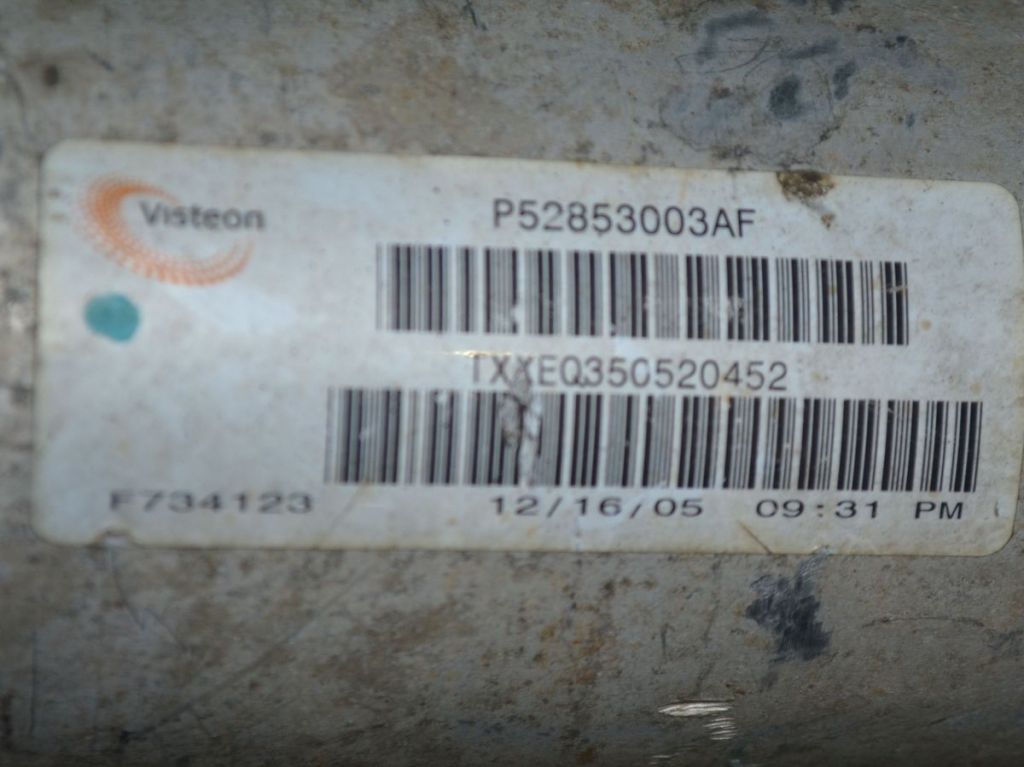 Visteon
P52853003AF
TXXEQ350520452
F734123 12/16/05 09:31 PM